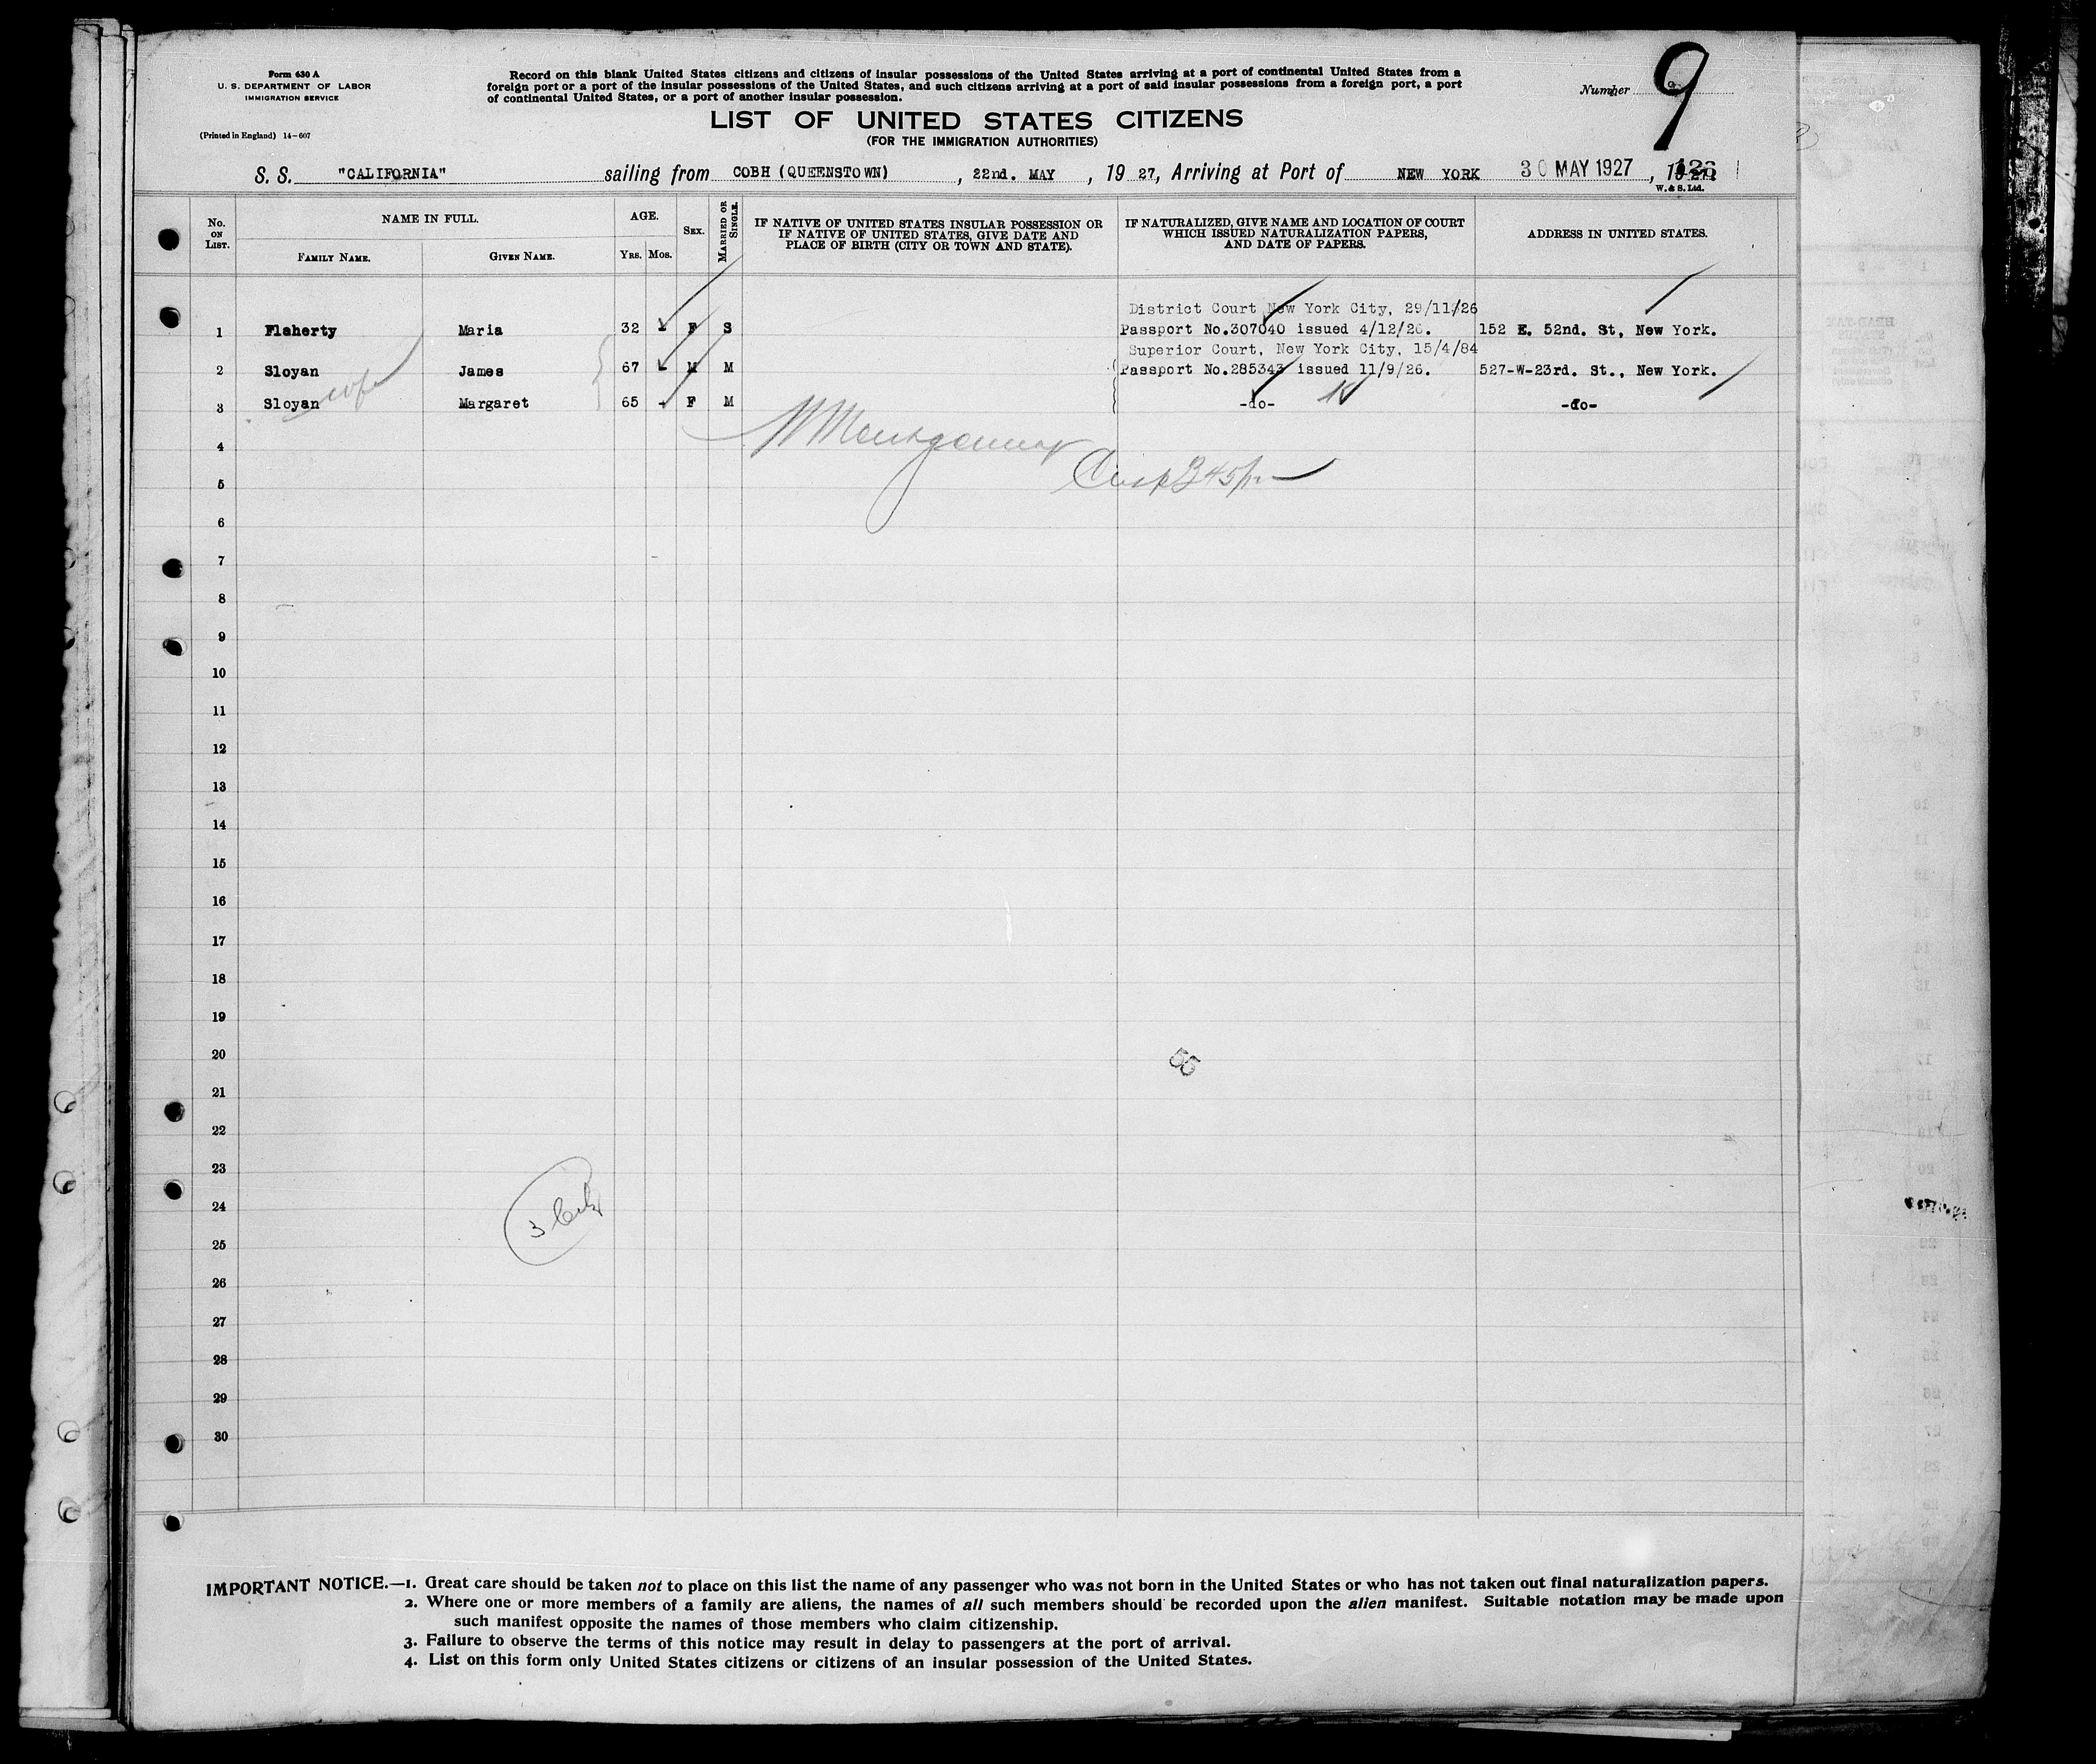 Form 630 A
U. S. DEPARTMENT OF LABOR
IMMIGRATION SERVICE
(Printed in England) 14-607
Record on this blank United States citizens and citizens of insular possessions of the United States arriving at a port of continental United States from a
foreign port or a port of the insular possessions of the United States, and such citizens arriving at a port of said insular possessions from a foreign port, a port
of continental United States, or a port of another insular possession.
Number 9
LIST OF UNITED STATES CITIZENS
(FOR THE IMMIGRATION AUTHORITIES)
S. S. "CALIFORNIA" sailing from COBH (QUEENSTOWN), 22nd. MAY, 19 27, Arriving at Port of NEW YORK 30 MAY 1927, 19
W. & S. Ltd.
No. ON LIST. NAME IN FULL. FAMILY NAME. GIVEN NAME. AGE. YRS. MOS. SEX. MARRIED OR SINGLE. IF NATIVE OF UNITED STATES INSULAR POSSESSION OR IF NATIVE OF UNITED STATES, GIVE DATE AND PLACE OF BIRTH (CITY OR TOWN AND STATE). IF NATURALIZED, GIVE NAME AND LOCATION OF COURT WHICH ISSUED NATURALIZATION PAPERS, AND DATE OF PAPERS. ADDRESS IN UNITED STATES.
District Court New York City, 29/11/26
1 Flaherty Maria 32 - F S Passport No.307040 issued 4/12/26. 152 E. 52nd. St, New York.
Superior Court, New York City, 15/4/84
2 Sloyan James 67 - M M Passport No.285343 issued 11/9/26. 527-W-23rd. St., New York.
wife
3 Sloyan Margaret 65 - F M -do- -do-
4
W Montgomery
5
6
7
8
9
10
11
12
13
14
15
16
17
18
19
20
55
21
22
23
24
3
25
26
27
28
29
30
IMPORTANT NOTICE.—1. Great care should be taken not to place on this list the name of any passenger who was not born in the United States or who has not taken out final naturalization papers.
2. Where one or more members of a family are aliens, the names of all such members should be recorded upon the alien manifest. Suitable notation may be made upon
such manifest opposite the names of those members who claim citizenship.
3. Failure to observe the terms of this notice may result in delay to passengers at the port of arrival.
4. List on this form only United States citizens or citizens of an insular possession of the United States.